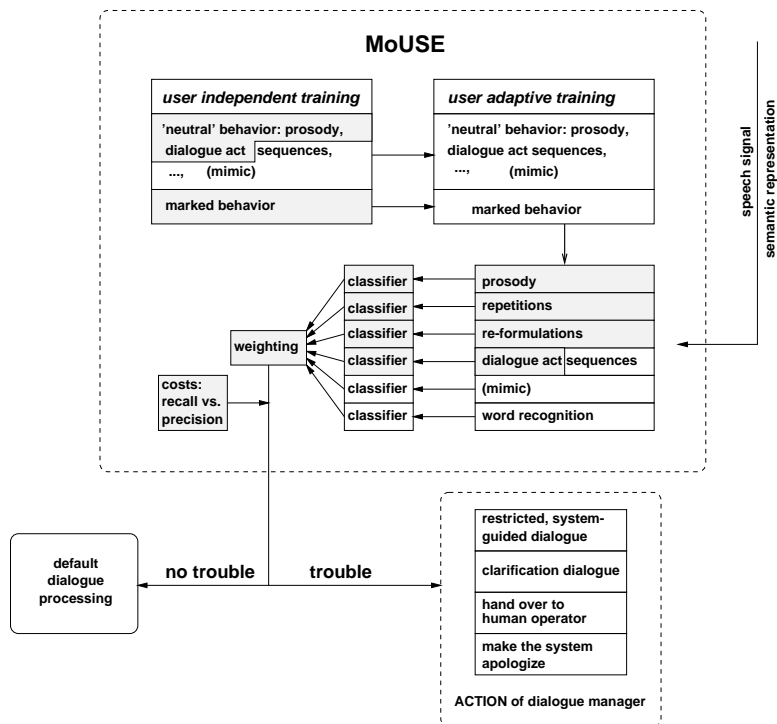 MoUSE
user independent training
'neutral' behavior: prosody,
dialogue act sequences,
..., (mimic)
marked behavior
user adaptive training
'neutral' behavior: prosody,
dialogue act sequences,
..., (mimic)
marked behavior
speech signal
semantic representation
classifier
prosody
classifier
repetitions
classifier
re-formulations
weighting
classifier
dialogue act sequences
classifier
(mimic)
classifier
word recognition
costs:
recall vs.
precision
default
dialogue
processing
no trouble
trouble
restricted, system-
guided dialogue
clarification dialogue
hand over to
human operator
make the system
apologize
ACTION of dialogue manager